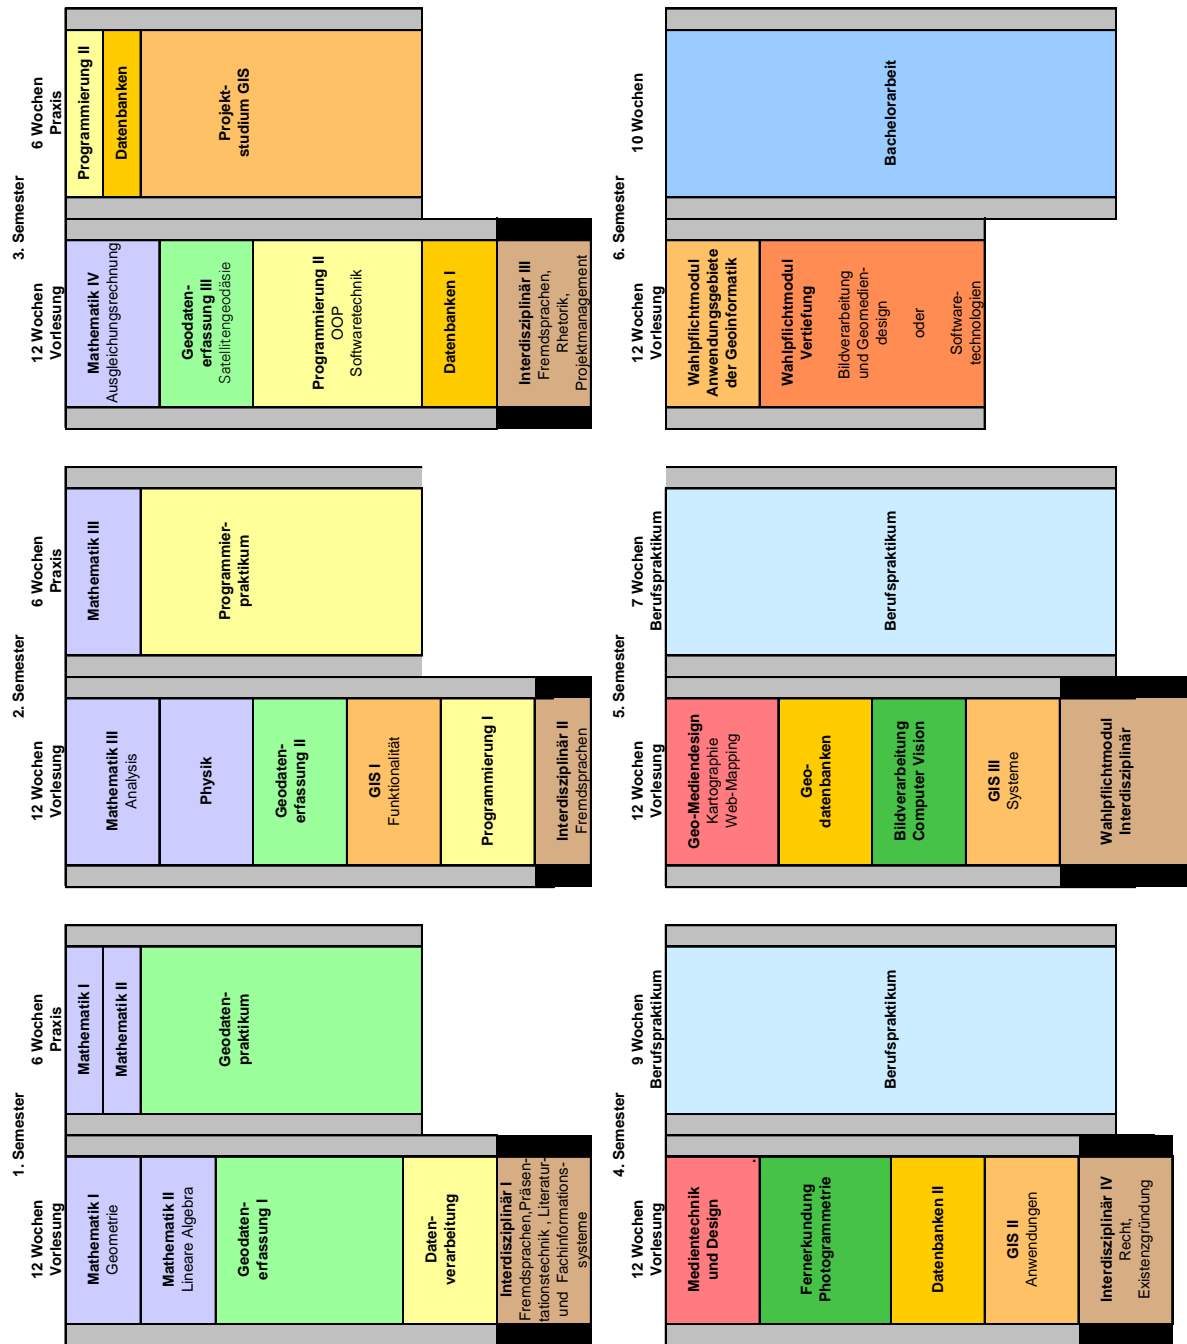 1. Semester
12 Wochen
Vorlesung
Mathematik I
Geometrie
Mathematik II
Lineare Algebra
Geodaten-
erfassung I
Daten-
verarbeitung
Interdisziplinär I
Fremdsprachen,Präsen-
tationstechnik , Literatur-
und Fachinformations-
systeme
6 Wochen
Praxis
Mathematik I
Mathematik II
Geodaten-
praktikum
2. Semester
12 Wochen
Vorlesung
Mathematik III
Analysis
Physik
Geodaten-
erfassung II
GIS I
Funktionalität
Programmierung I
Interdisziplinär II
Fremdsprachen
6 Wochen
Praxis
Mathematik III
Programmier-
praktikum
3. Semester
12 Wochen
Vorlesung
Mathematik IV
Ausgleichungsrechnung
Geodaten-
erfassung III
Satellitengeodäsie
Programmierung II
OOP
Softwaretechnik
Datenbanken I
Interdisziplinär III
Fremdsprachen,
Rhetorik,
Projektmanagement
6 Wochen
Praxis
Programmierung II
Datenbanken
Projekt-
studium GIS
4. Semester
12 Wochen
Vorlesung
Medientechnik
und Design
.
Fernerkundung
Photogrammetrie
Datenbanken II
GIS II
Anwendungen
Interdisziplinär IV
Recht,
Existenzgründung
9 Wochen
Berufspraktikum
Berufspraktikum
5. Semester
12 Wochen
Vorlesung
Geo-Mediendesign
Kartographie
Web-Mapping
Geo-
datenbanken
Bildverarbeitung
Computer Vision
GIS III
Systeme
Wahlpflichtmodul
Interdisziplinär
7 Wochen
Berufspraktikum
Berufspraktikum
6. Semester
12 Wochen
Vorlesung
Wahlpflichtmodul
Anwendungsgebiete
der Geoinformatik
Wahlpflichtmodul
Vertiefung
Bildverarbeitung
und Geomedien-
design
oder
Software-
technologien
10 Wochen
Bachelorarbeit